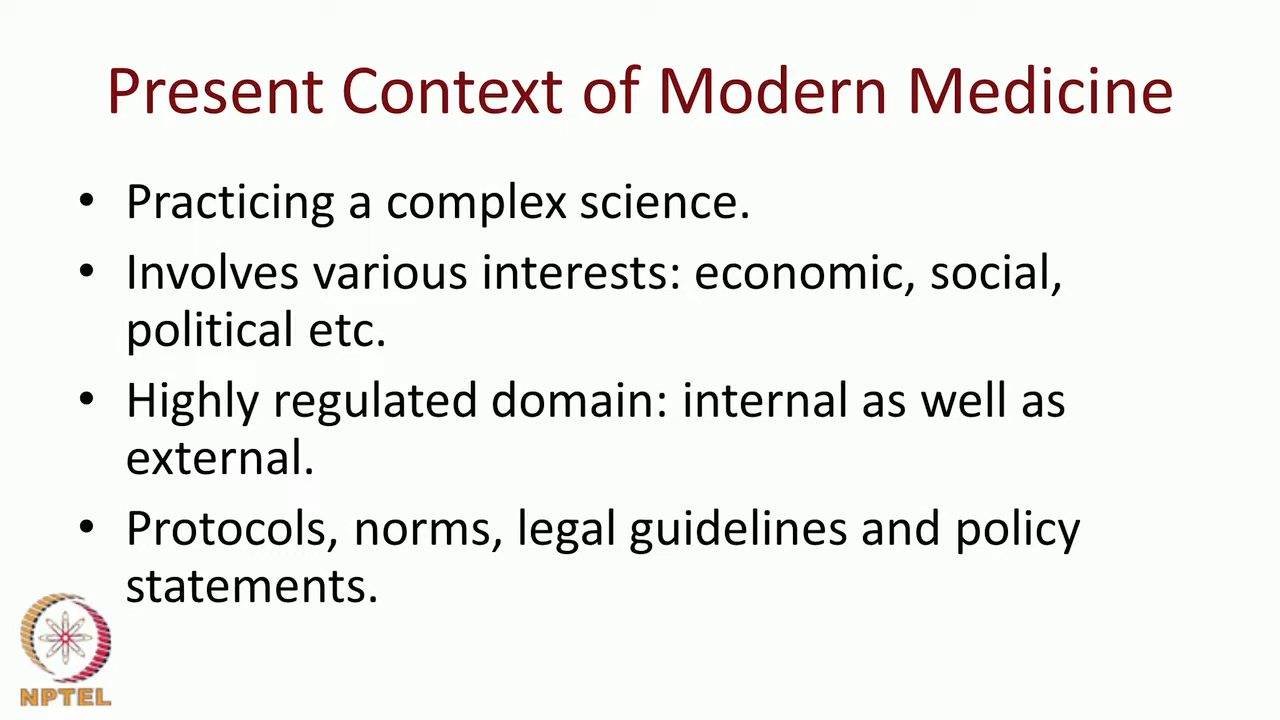 Present Context of Modern Medicine
• Practicing a complex science.
• Involves various interests: economic, social,
political etc.
• Highly regulated domain: internal as well as
external.
• Protocols, norms, legal guidelines and policy
statements.
NPTEL